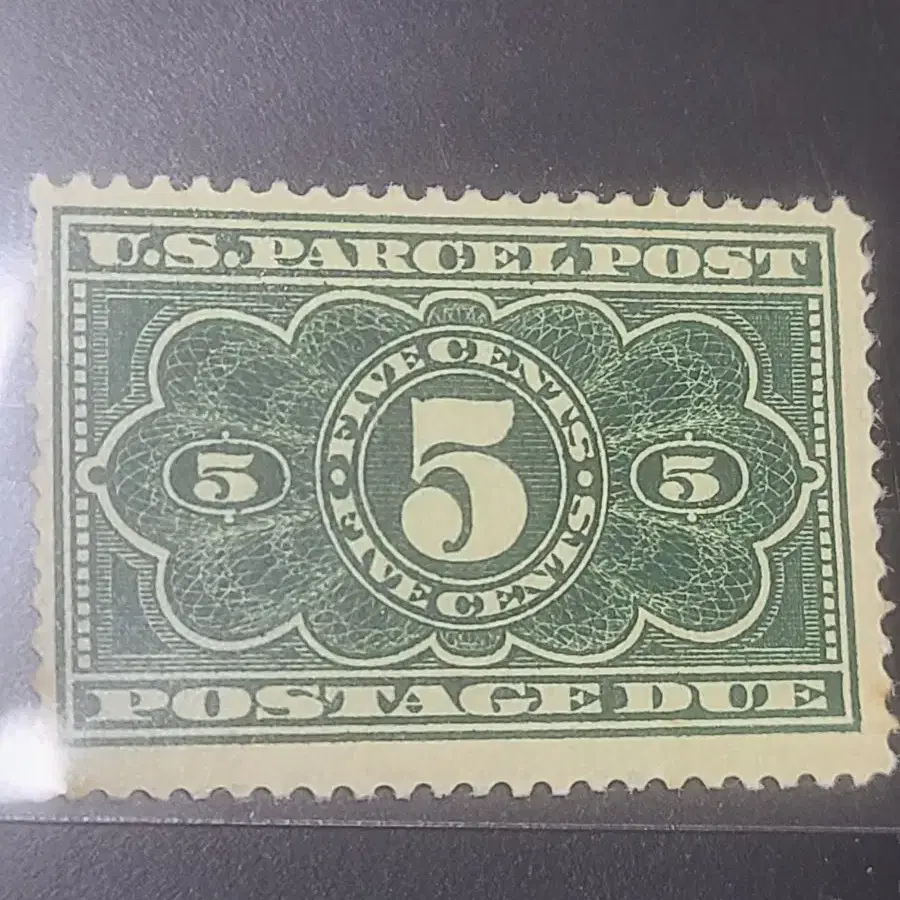 U.S. PARCEL POST
FIVE CENTS
5 5 5
FIVE CENTS
POSTAGE DUE